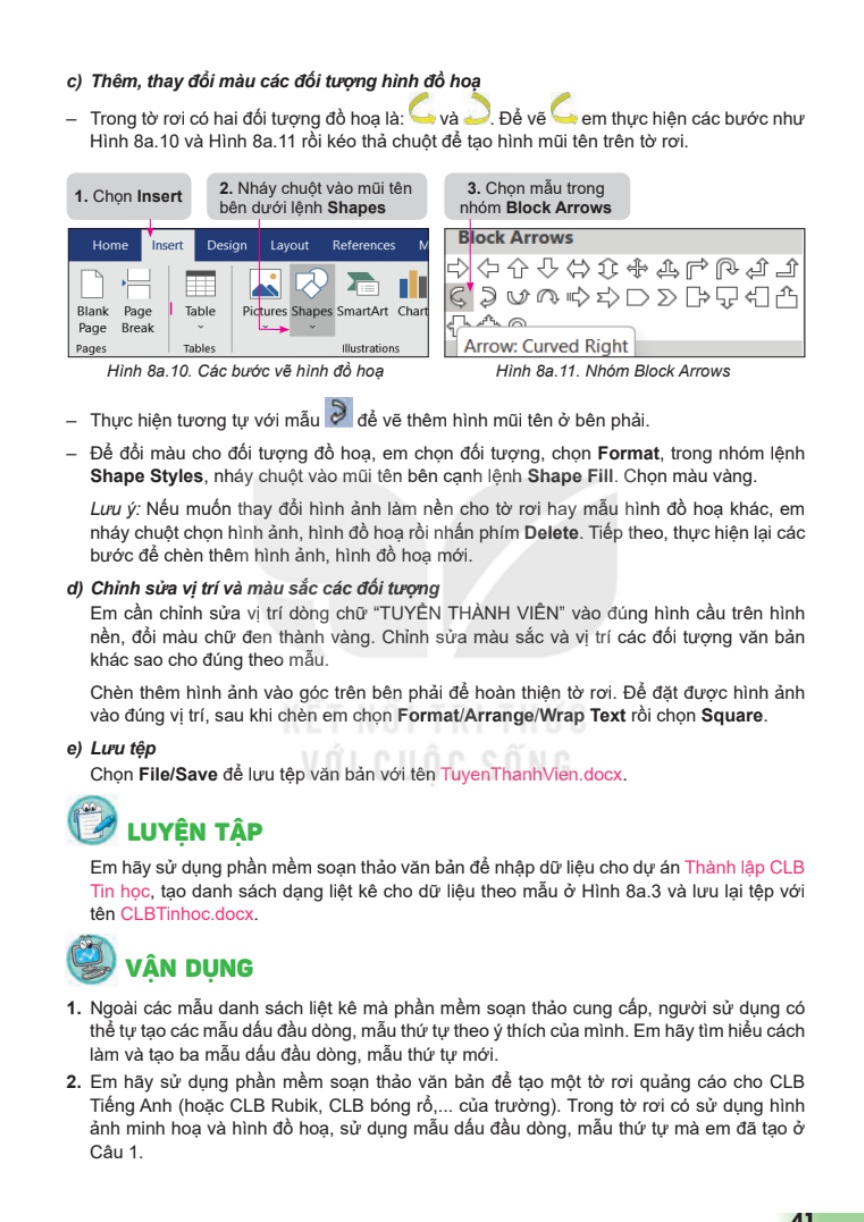 c) Thêm, thay đổi màu các đối tượng hình đồ hoạ
– Trong tờ rơi có hai đối tượng đồ hoạ là: và . Để vẽ em thực hiện các bước như
Hình 8a.10 và Hình 8a.11 rồi kéo thả chuột để tạo hình mũi tên trên tờ rơi.
1. Chọn Insert
2. Nháy chuột vào mũi tên
bên dưới lệnh Shapes
3. Chọn mẫu trong
nhóm Block Arrows
Home Insert Design Layout References M
Blank Page Table Pictures Shapes SmartArt Chart
Page Break
Pages Tables Illustrations
Block Arrows
Arrow: Curved Right
Hình 8a.10. Các bước vẽ hình đồ hoạ
Hình 8a.11. Nhóm Block Arrows
– Thực hiện tương tự với mẫu để vẽ thêm hình mũi tên ở bên phải.
– Để đổi màu cho đối tượng đồ hoạ, em chọn đối tượng, chọn Format, trong nhóm lệnh
Shape Styles, nháy chuột vào mũi tên bên cạnh lệnh Shape Fill. Chọn màu vàng.
Lưu ý: Nếu muốn thay đổi hình ảnh làm nền cho tờ rơi hay mẫu hình đồ hoạ khác, em
nháy chuột chọn hình ảnh, hình đồ hoạ rồi nhấn phím Delete. Tiếp theo, thực hiện lại các
bước để chèn thêm hình ảnh, hình đồ hoạ mới.
d) Chỉnh sửa vị trí và màu sắc các đối tượng
Em cần chỉnh sửa vị trí dòng chữ “TUYỂN THÀNH VIÊN” vào đúng hình cầu trên hình
nền, đổi màu chữ đen thành vàng. Chỉnh sửa màu sắc và vị trí các đối tượng văn bản
khác sao cho đúng theo mẫu.
Chèn thêm hình ảnh vào góc trên bên phải để hoàn thiện tờ rơi. Để đặt được hình ảnh
vào đúng vị trí, sau khi chèn em chọn Format/Arrange/Wrap Text rồi chọn Square.
KẾT NỐI TRI THỨC
VỚI CUỘC SỐNG
e) Lưu tệp
Chọn File/Save để lưu tệp văn bản với tên TuyenThanhVien.docx.
LUYỆN TẬP
Em hãy sử dụng phần mềm soạn thảo văn bản để nhập dữ liệu cho dự án Thành lập CLB
Tin học, tạo danh sách dạng liệt kê cho dữ liệu theo mẫu ở Hình 8a.3 và lưu lại tệp với
tên CLBTinhoc.docx.
VẬN DỤNG
1. Ngoài các mẫu danh sách liệt kê mà phần mềm soạn thảo cung cấp, người sử dụng có
thể tự tạo các mẫu dấu đầu dòng, mẫu thứ tự theo ý thích của mình. Em hãy tìm hiểu cách
làm và tạo ba mẫu dấu đầu dòng, mẫu thứ tự mới.
2. Em hãy sử dụng phần mềm soạn thảo văn bản để tạo một tờ rơi quảng cáo cho CLB
Tiếng Anh (hoặc CLB Rubik, CLB bóng rổ,... của trường). Trong tờ rơi có sử dụng hình
ảnh minh hoạ và hình đồ hoạ, sử dụng mẫu dấu đầu dòng, mẫu thứ tự mà em đã tạo ở
Câu 1.
41